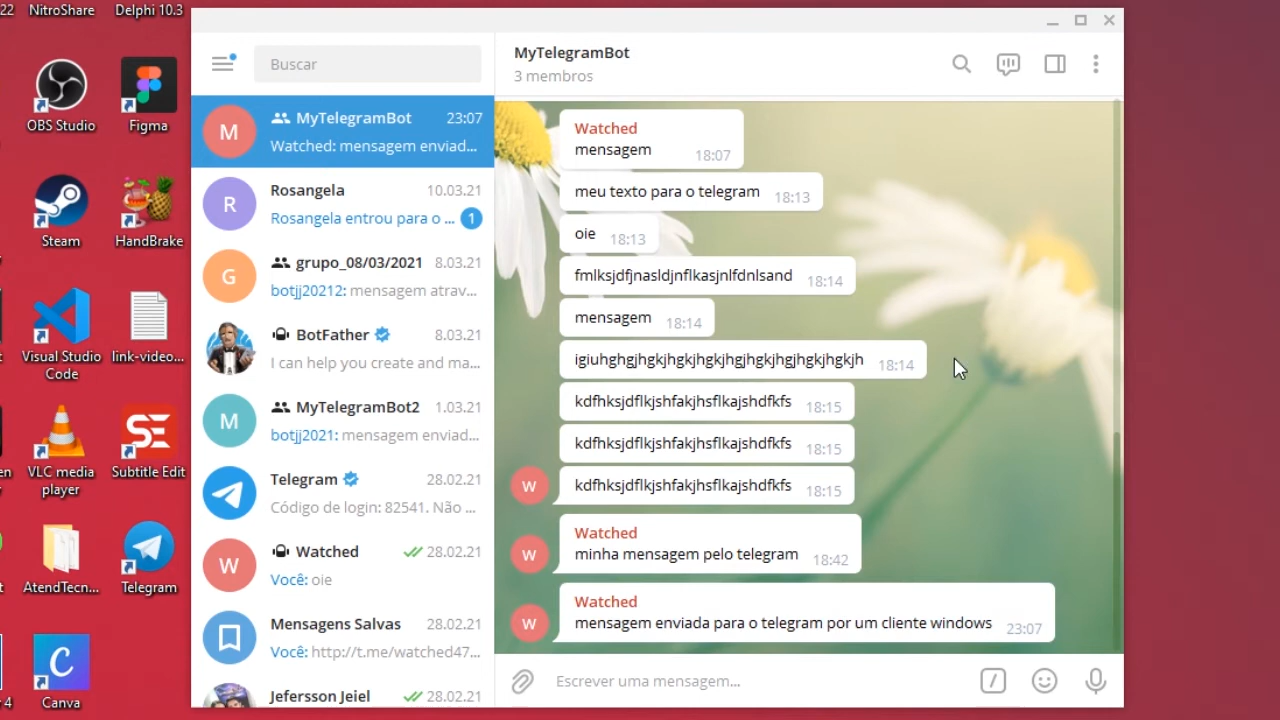 22
NitroShare
Delphi 10.3
OBS Studio
Figma
Steam
HandBrake
Visual Studio
Code
link-video...
VLC media
player
Subtitle Edit
AtendTecn...
Telegram
Canva
Buscar
M
MyTelegramBot
23:07
Watched: mensagem enviad...
R
Rosangela
10.03.21
Rosangela entrou para o ...
1
G
grupo_08/03/2021
8.03.21
botjj20212: mensagem atrav...
BotFather
8.03.21
I can help you create and ma...
M
MyTelegramBot2
1.03.21
botjj2021: mensagem enviad...
Telegram
28.02.21
Código de login: 82541. Não ...
W
Watched
28.02.21
Você: oie
Mensagens Salvas
28.02.21
Você: http://t.me/watched47...
Jefersson Jeiel
28.02.21
MyTelegramBot
3 membros
Watched
mensagem
18:07
meu texto para o telegram
18:13
oie
18:13
fmlksjdfjnasldjnflkasjnlfdnlsand
18:14
mensagem
18:14
igiuhghgjhgkjhgkjhgkjhgjhgkjhgjhgkjhgkjh
18:14
kdfhksjdflkjshfakjhsflkajshdfkfs
18:15
kdfhksjdflkjshfakjhsflkajshdfkfs
18:15
W
kdfhksjdflkjshfakjhsflkajshdfkfs
18:15
Watched
W
minha mensagem pelo telegram
18:42
Watched
W
mensagem enviada para o telegram por um cliente windows
23:07
Escrever uma mensagem...